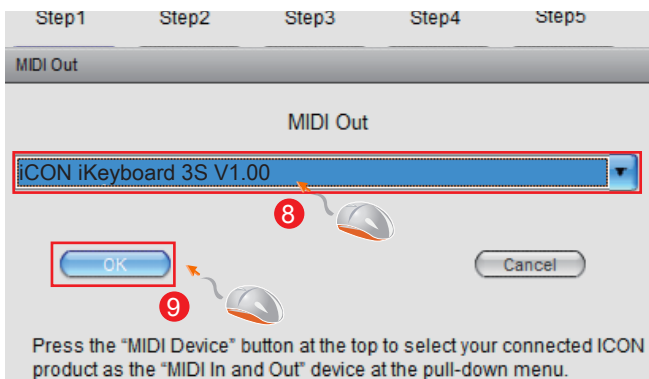 Step1 Step2 Step3 Step4 Step5
MIDI Out
MIDI Out
iCON iKeyboard 3S V1.00
8
OK Cancel
9
Press the “MIDI Device” button at the top to select your connected ICON
product as the “MIDI In and Out” device at the pull-down menu.